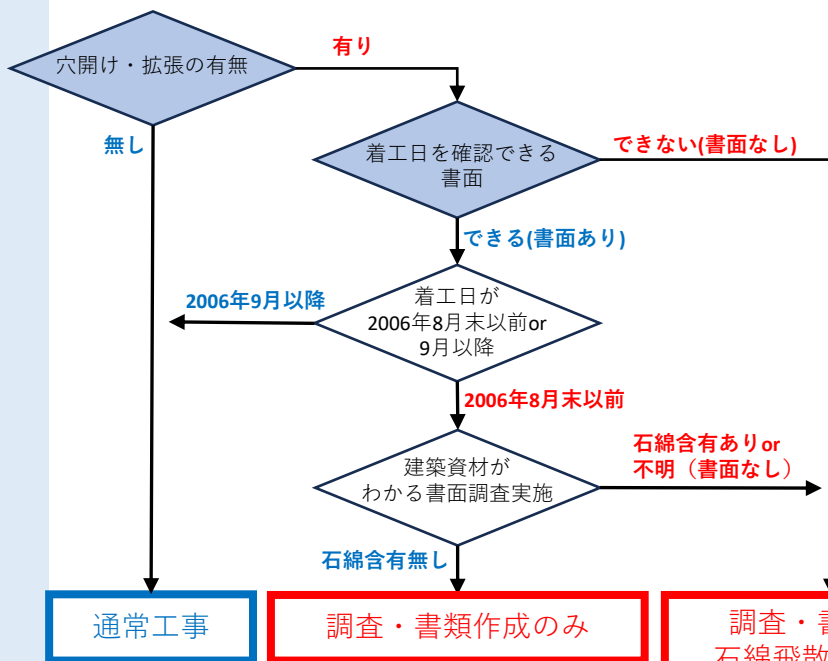 穴開け・拡張の有無
有り
無し
着工日を確認できる
書面
できない(書面なし)
できる(書面あり)
2006年9月以降
着工日が
2006年8月末以前or
9月以降
2006年8月末以前
建築資材が
わかる書面調査実施
石綿含有ありor
不明（書面なし）
石綿含有無し
通常工事
調査・書類作成のみ
調査・書
石綿飛散